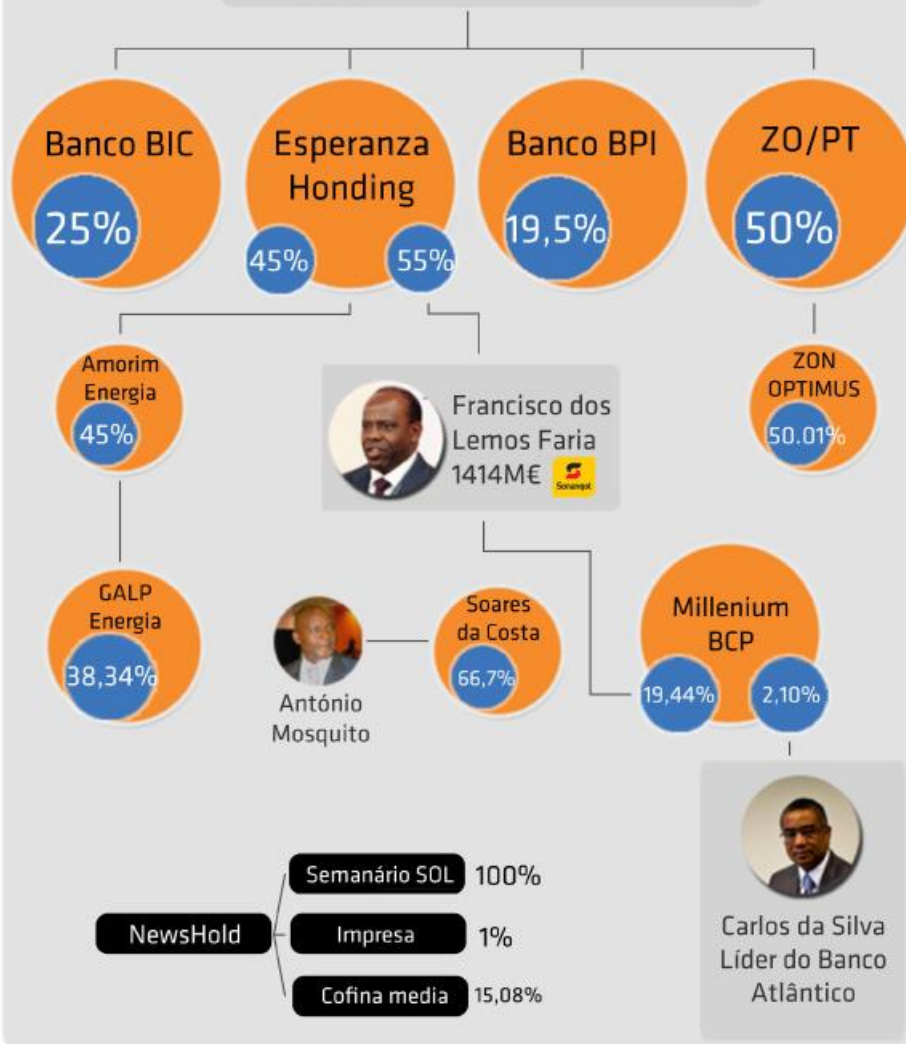 Banco BIC
25%
Esperanza
Honding
45%
55%
Banco BPI
19,5%
ZO/PT
50%
Amorim
Energia
45%
Francisco dos
Lemos Faria
1414M€
Sonangol
ZON
OPTIMUS
50.01%
GALP
Energia
38,34%
António
Mosquito
Soares
da Costa
66,7%
Millenium
BCP
19,44%
2,10%
Carlos da Silva
Líder do Banco
Atlântico
NewsHold
Semanário SOL 100%
Impresa 1%
Cofina media 15,08%